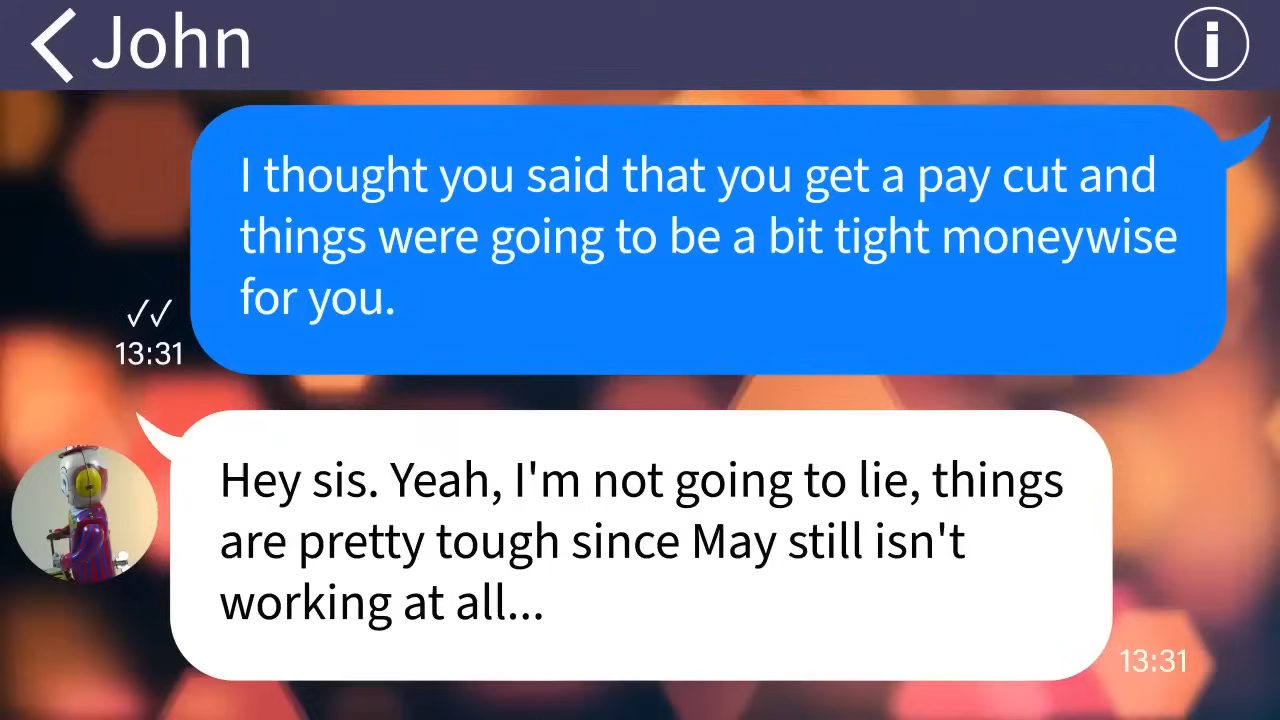 John
i
I thought you said that you get a pay cut and
things were going to be a bit tight moneywise
for you.
13:31
Hey sis. Yeah, I'm not going to lie, things
are pretty tough since May still isn't
working at all...
13:31